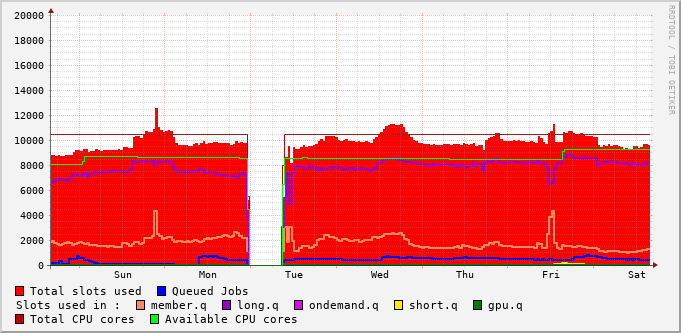 20000
18000
16000
14000
12000
10000
8000
6000
4000
2000
0
Sun Mon Tue Wed Thu Fri Sat
RRDTOOL / TOBI OETIKER
Total slots used Queued Jobs
Slots used in : member.q long.q ondemand.q short.q gpu.q
Total CPU cores Available CPU cores